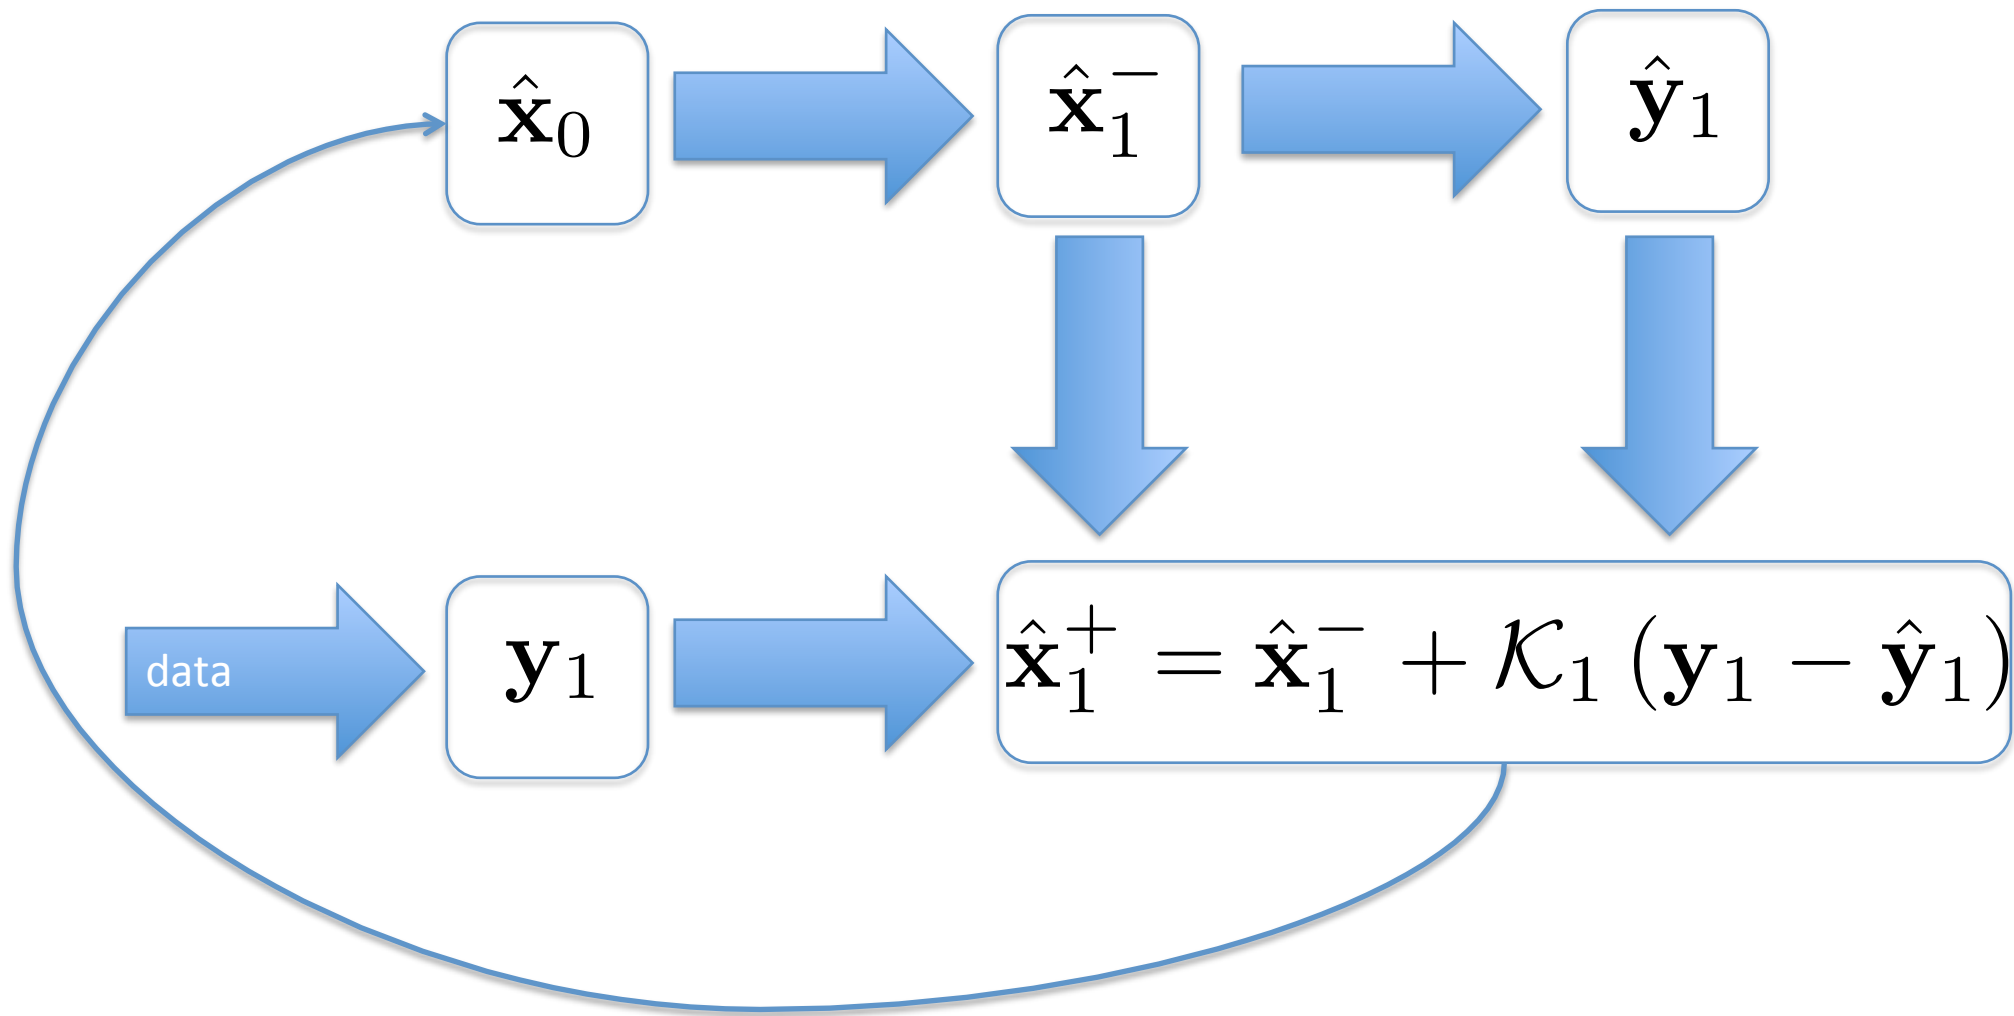 x̂₀
x̂₁⁻
ŷ₁
data
y₁
x̂₁⁺ = x̂₁⁻ + 𝒦₁ (y₁ − ŷ₁)